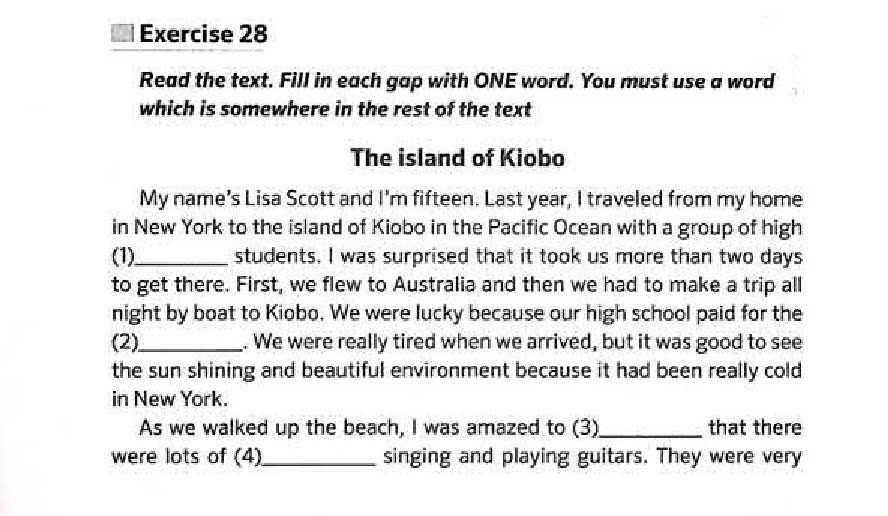 Exercise 28
Read the text. Fill in each gap with ONE word. You must use a word
which is somewhere in the rest of the text
The island of Kiobo
My name's Lisa Scott and I'm fifteen. Last year, I traveled from my home
in New York to the island of Kiobo in the Pacific Ocean with a group of high
(1)_________ students. I was surprised that it took us more than two days
to get there. First, we flew to Australia and then we had to make a trip all
night by boat to Kiobo. We were lucky because our high school paid for the
(2)__________. We were really tired when we arrived, but it was good to see
the sun shining and beautiful environment because it had been really cold
in New York.
As we walked up the beach, I was amazed to (3)__________ that there
were lots of (4)___________ singing and playing guitars. They were very